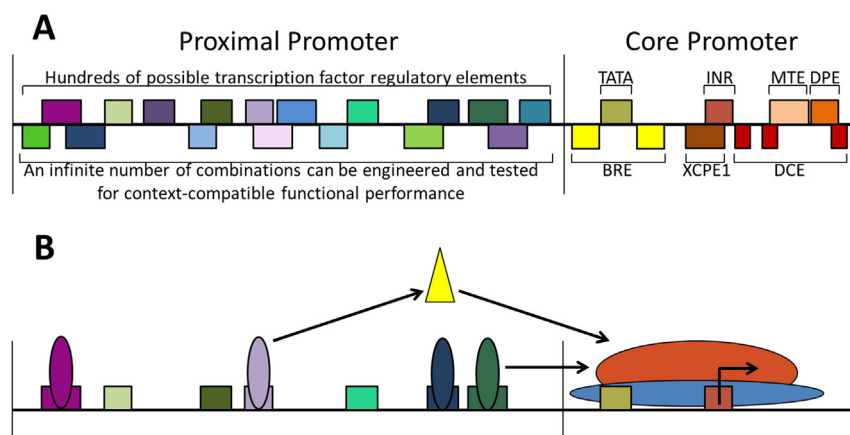 A
Proximal Promoter
Core Promoter
Hundreds of possible transcription factor regulatory elements
TATA
INR
MTE
DPE
An infinite number of combinations can be engineered and tested
for context-compatible functional performance
BRE
XCPE1
DCE
B